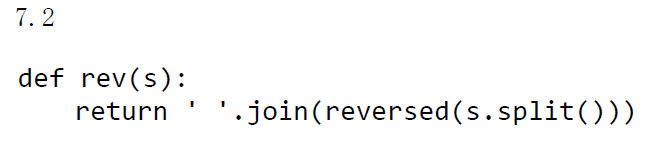 7.2
def rev(s):
    return ' '.join(reversed(s.split()))